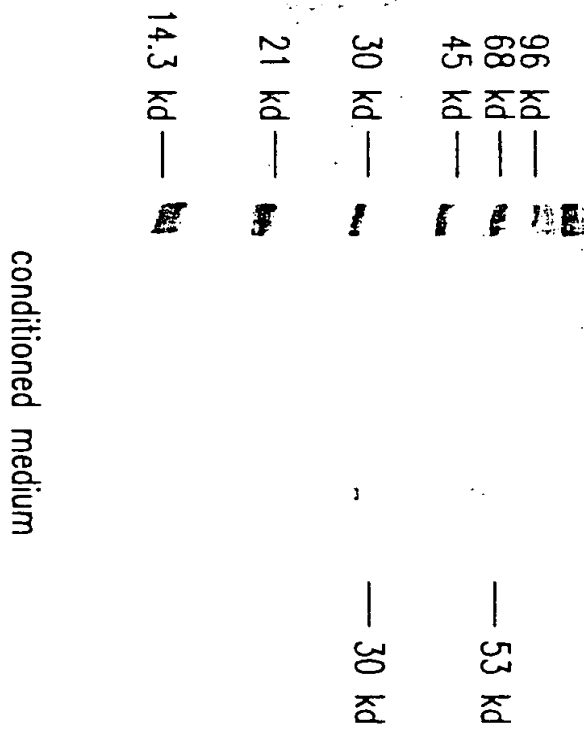 96 kd
68 kd
45 kd
30 kd
21 kd
14.3 kd
53 kd
30 kd
conditioned medium